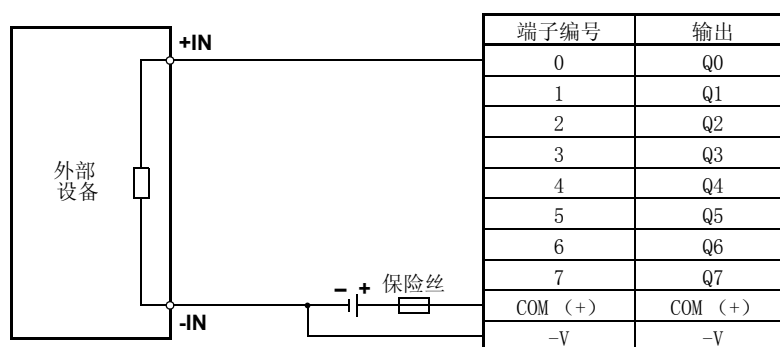 端子编号 输出
+IN
0 Q0
1 Q1
2 Q2
3 Q3
外部
设备
4 Q4
5 Q5
6 Q6
7 Q7
− + 保险丝
COM (+) COM (+)
-IN
−V −V